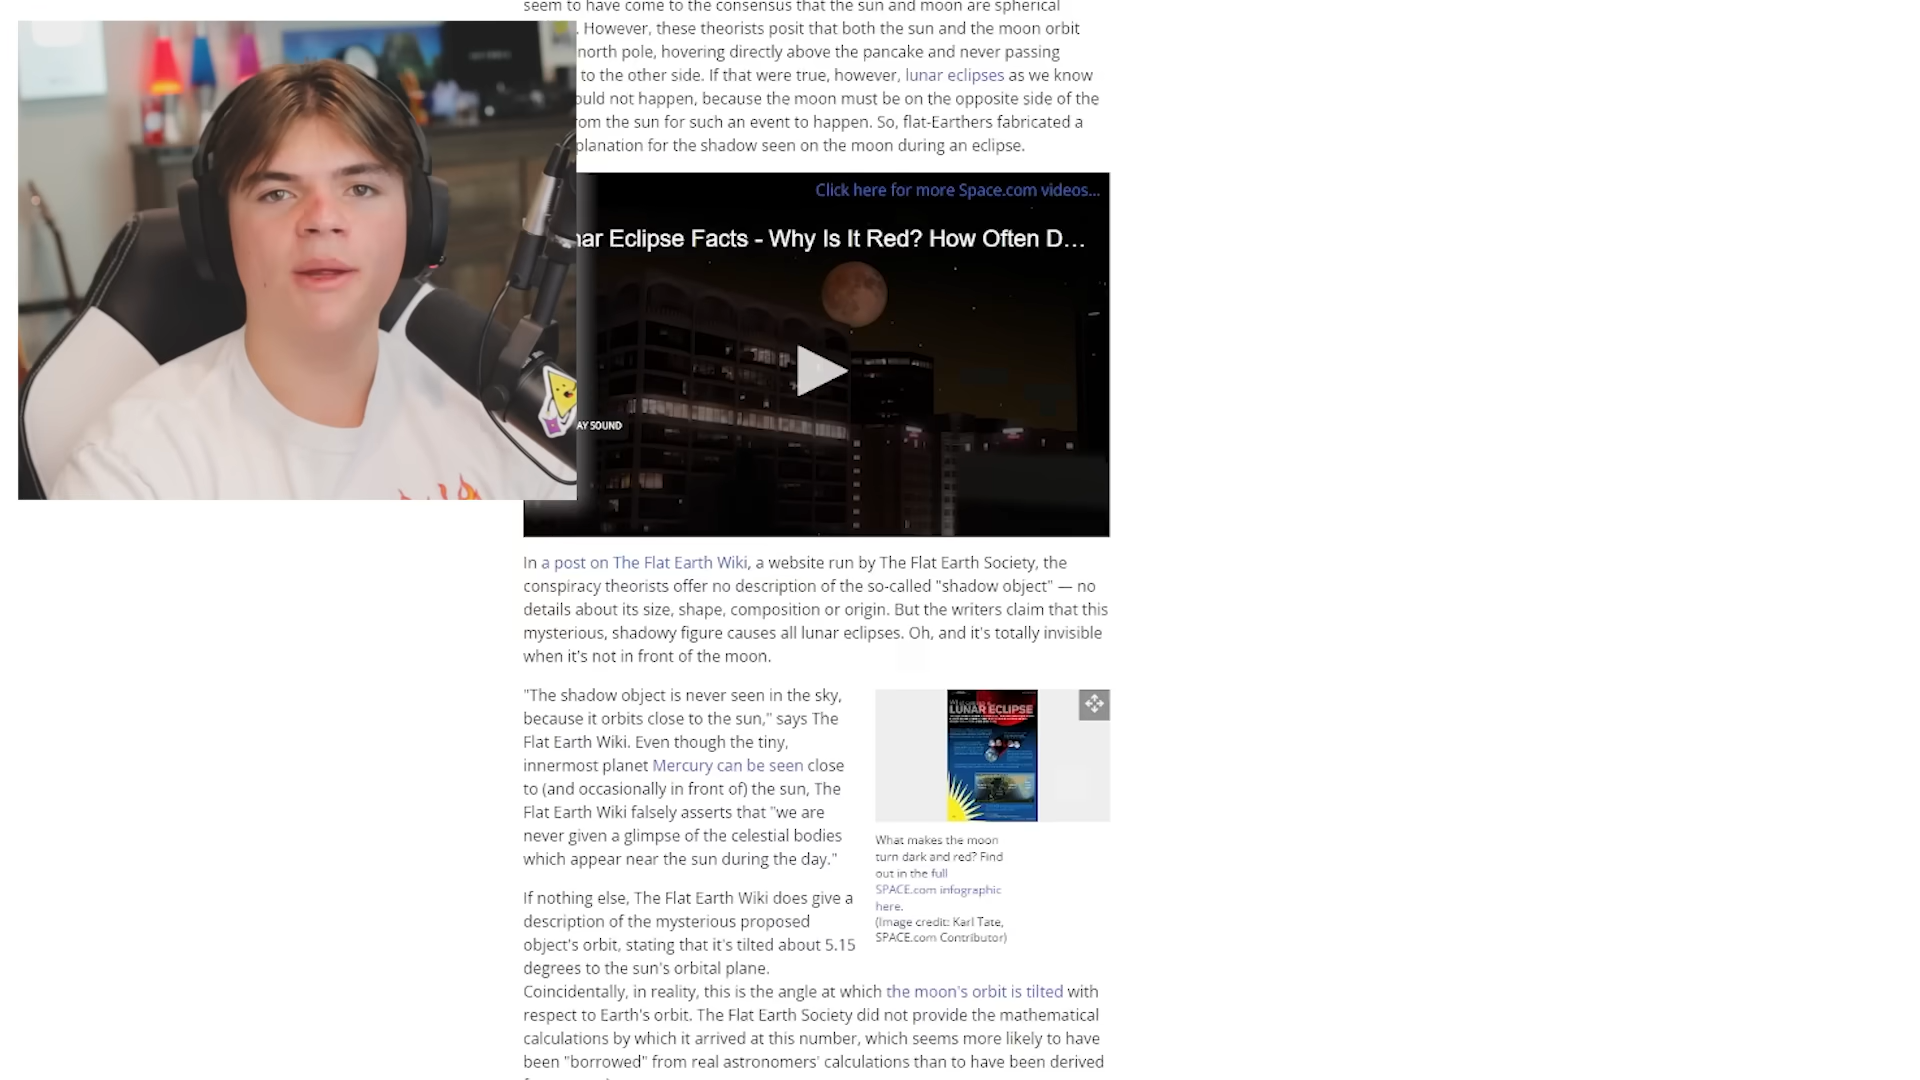 seem to have come to the consensus that the sun and moon are spherical
. However, these theorists posit that both the sun and the moon orbit
north pole, hovering directly above the pancake and never passing
to the other side. If that were true, however, lunar eclipses as we know
ould not happen, because the moon must be on the opposite side of the
om the sun for such an event to happen. So, flat-Earthers fabricated a
planation for the shadow seen on the moon during an eclipse.
Click here for more Space.com videos...
ar Eclipse Facts - Why Is It Red? How Often D...
AY SOUND
In a post on The Flat Earth Wiki, a website run by The Flat Earth Society, the
conspiracy theorists offer no description of the so-called "shadow object" — no
details about its size, shape, composition or origin. But the writers claim that this
mysterious, shadowy figure causes all lunar eclipses. Oh, and it's totally invisible
when it's not in front of the moon.
"The shadow object is never seen in the sky,
because it orbits close to the sun," says The
Flat Earth Wiki. Even though the tiny,
innermost planet Mercury can be seen close
to (and occasionally in front of) the sun, The
Flat Earth Wiki falsely asserts that "we are
never given a glimpse of the celestial bodies
which appear near the sun during the day."
LUNAR ECLIPSE
What makes the moon
turn dark and red? Find
out in the full
SPACE.com infographic
here.
(Image credit: Karl Tate,
SPACE.com Contributor)
If nothing else, The Flat Earth Wiki does give a
description of the mysterious proposed
object's orbit, stating that it's tilted about 5.15
degrees to the sun's orbital plane.
Coincidentally, in reality, this is the angle at which the moon's orbit is tilted with
respect to Earth's orbit. The Flat Earth Society did not provide the mathematical
calculations by which it arrived at this number, which seems more likely to have
been "borrowed" from real astronomers' calculations than to have been derived